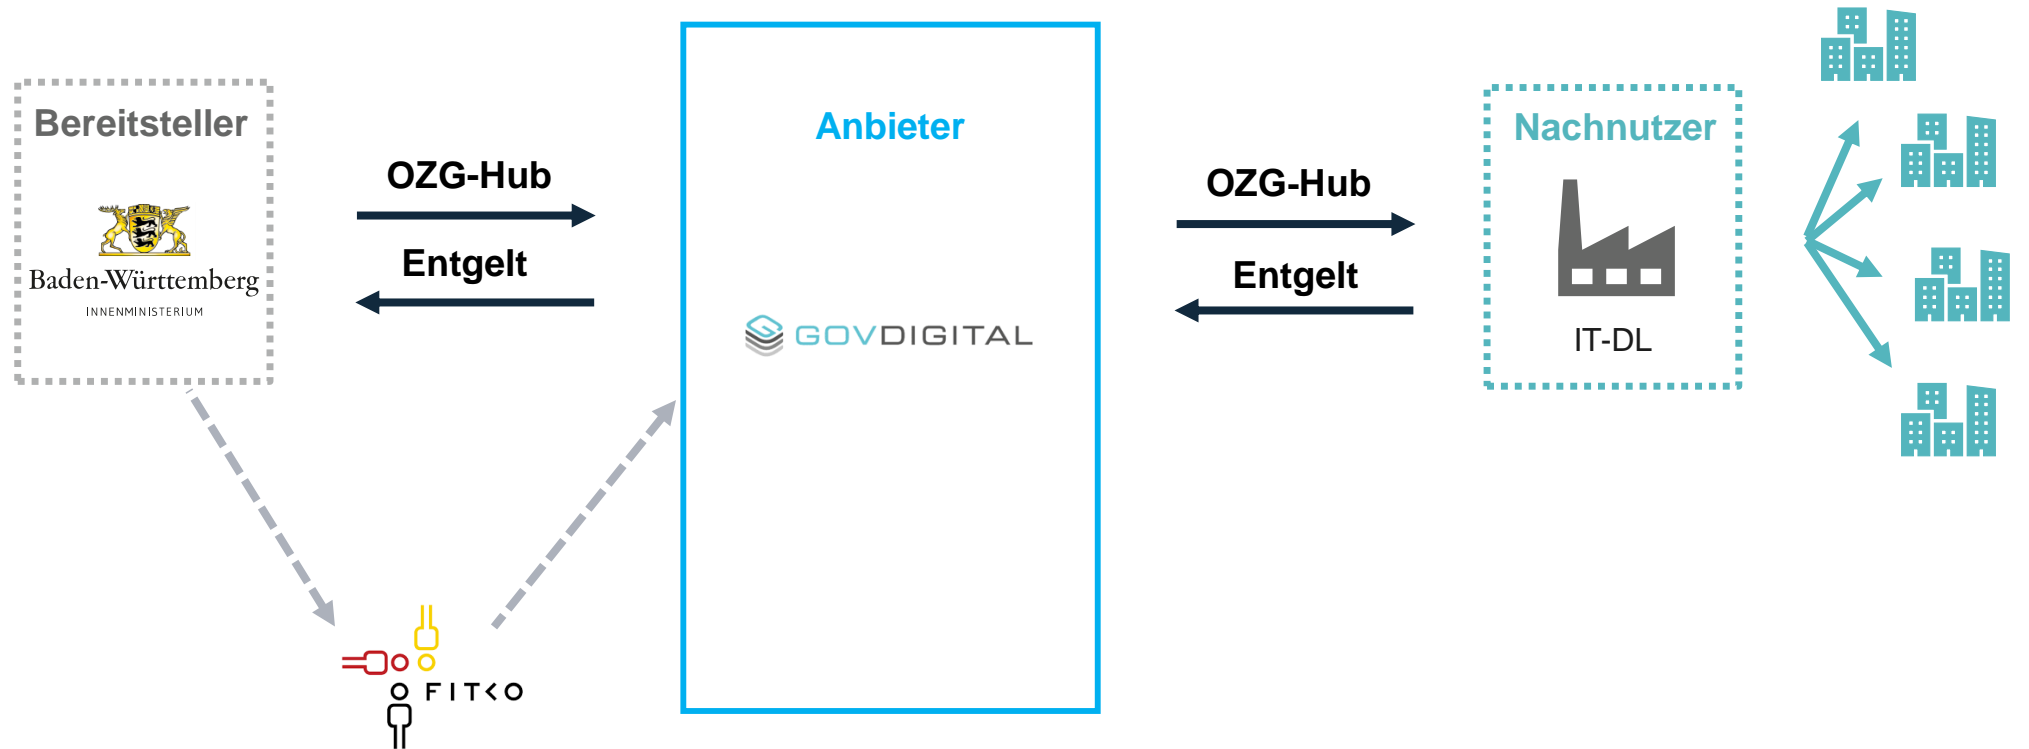 Bereitsteller
Baden-Württemberg
INNENMINISTERIUM
OZG-Hub
Entgelt
FITKO
Anbieter
GOVDIGITAL
OZG-Hub
Entgelt
Nachnutzer
IT-DL